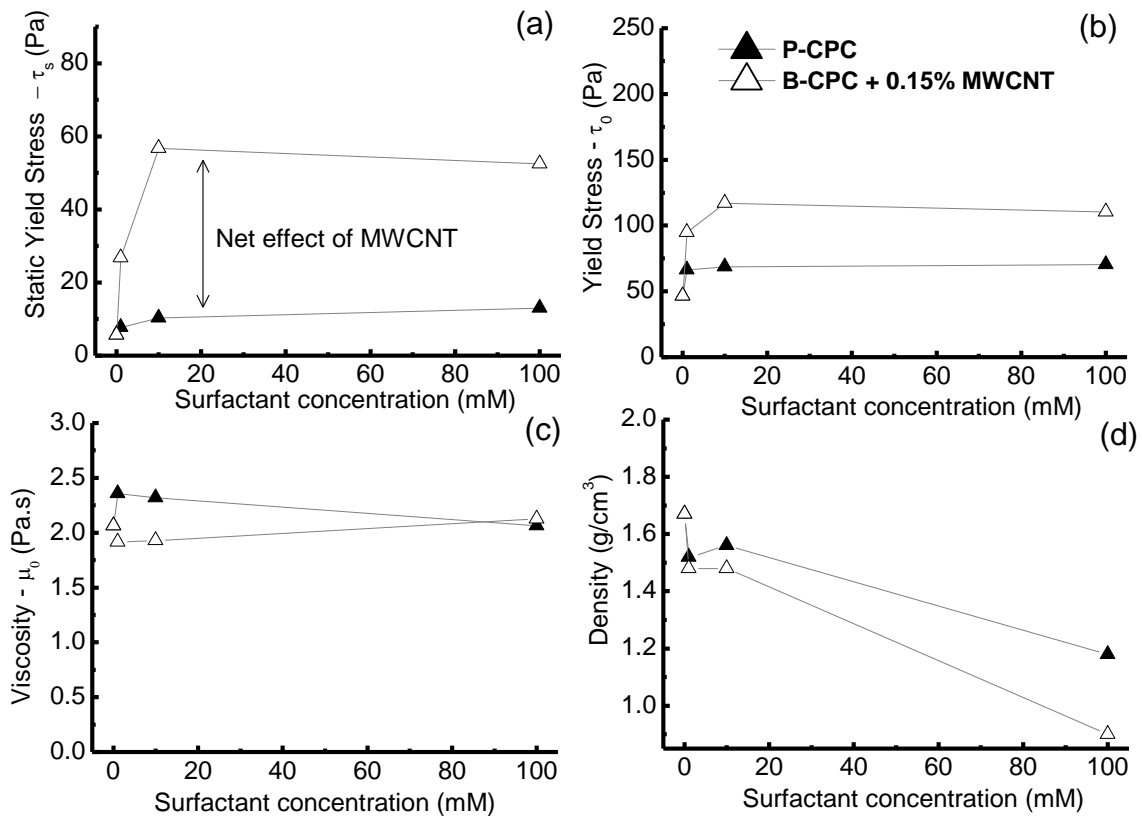 (a)
Static Yield Stress – τs (Pa)
80
60
40
20
0
Net effect of MWCNT
0 20 40 60 80 100
Surfactant concentration (mM)
(b)
P-CPC
B-CPC + 0.15% MWCNT
Yield Stress - τ0 (Pa)
250
200
150
100
50
0
0 20 40 60 80 100
Surfactant concentration (mM)
(c)
Viscosity - μ0 (Pa.s)
3.0
2.5
2.0
1.5
1.0
0.5
0.0
0 20 40 60 80 100
Surfactant concentration (mM)
(d)
Density (g/cm³)
2.0
1.8
1.6
1.4
1.2
1.0
0 20 40 60 80 100
Surfactant concentration (mM)